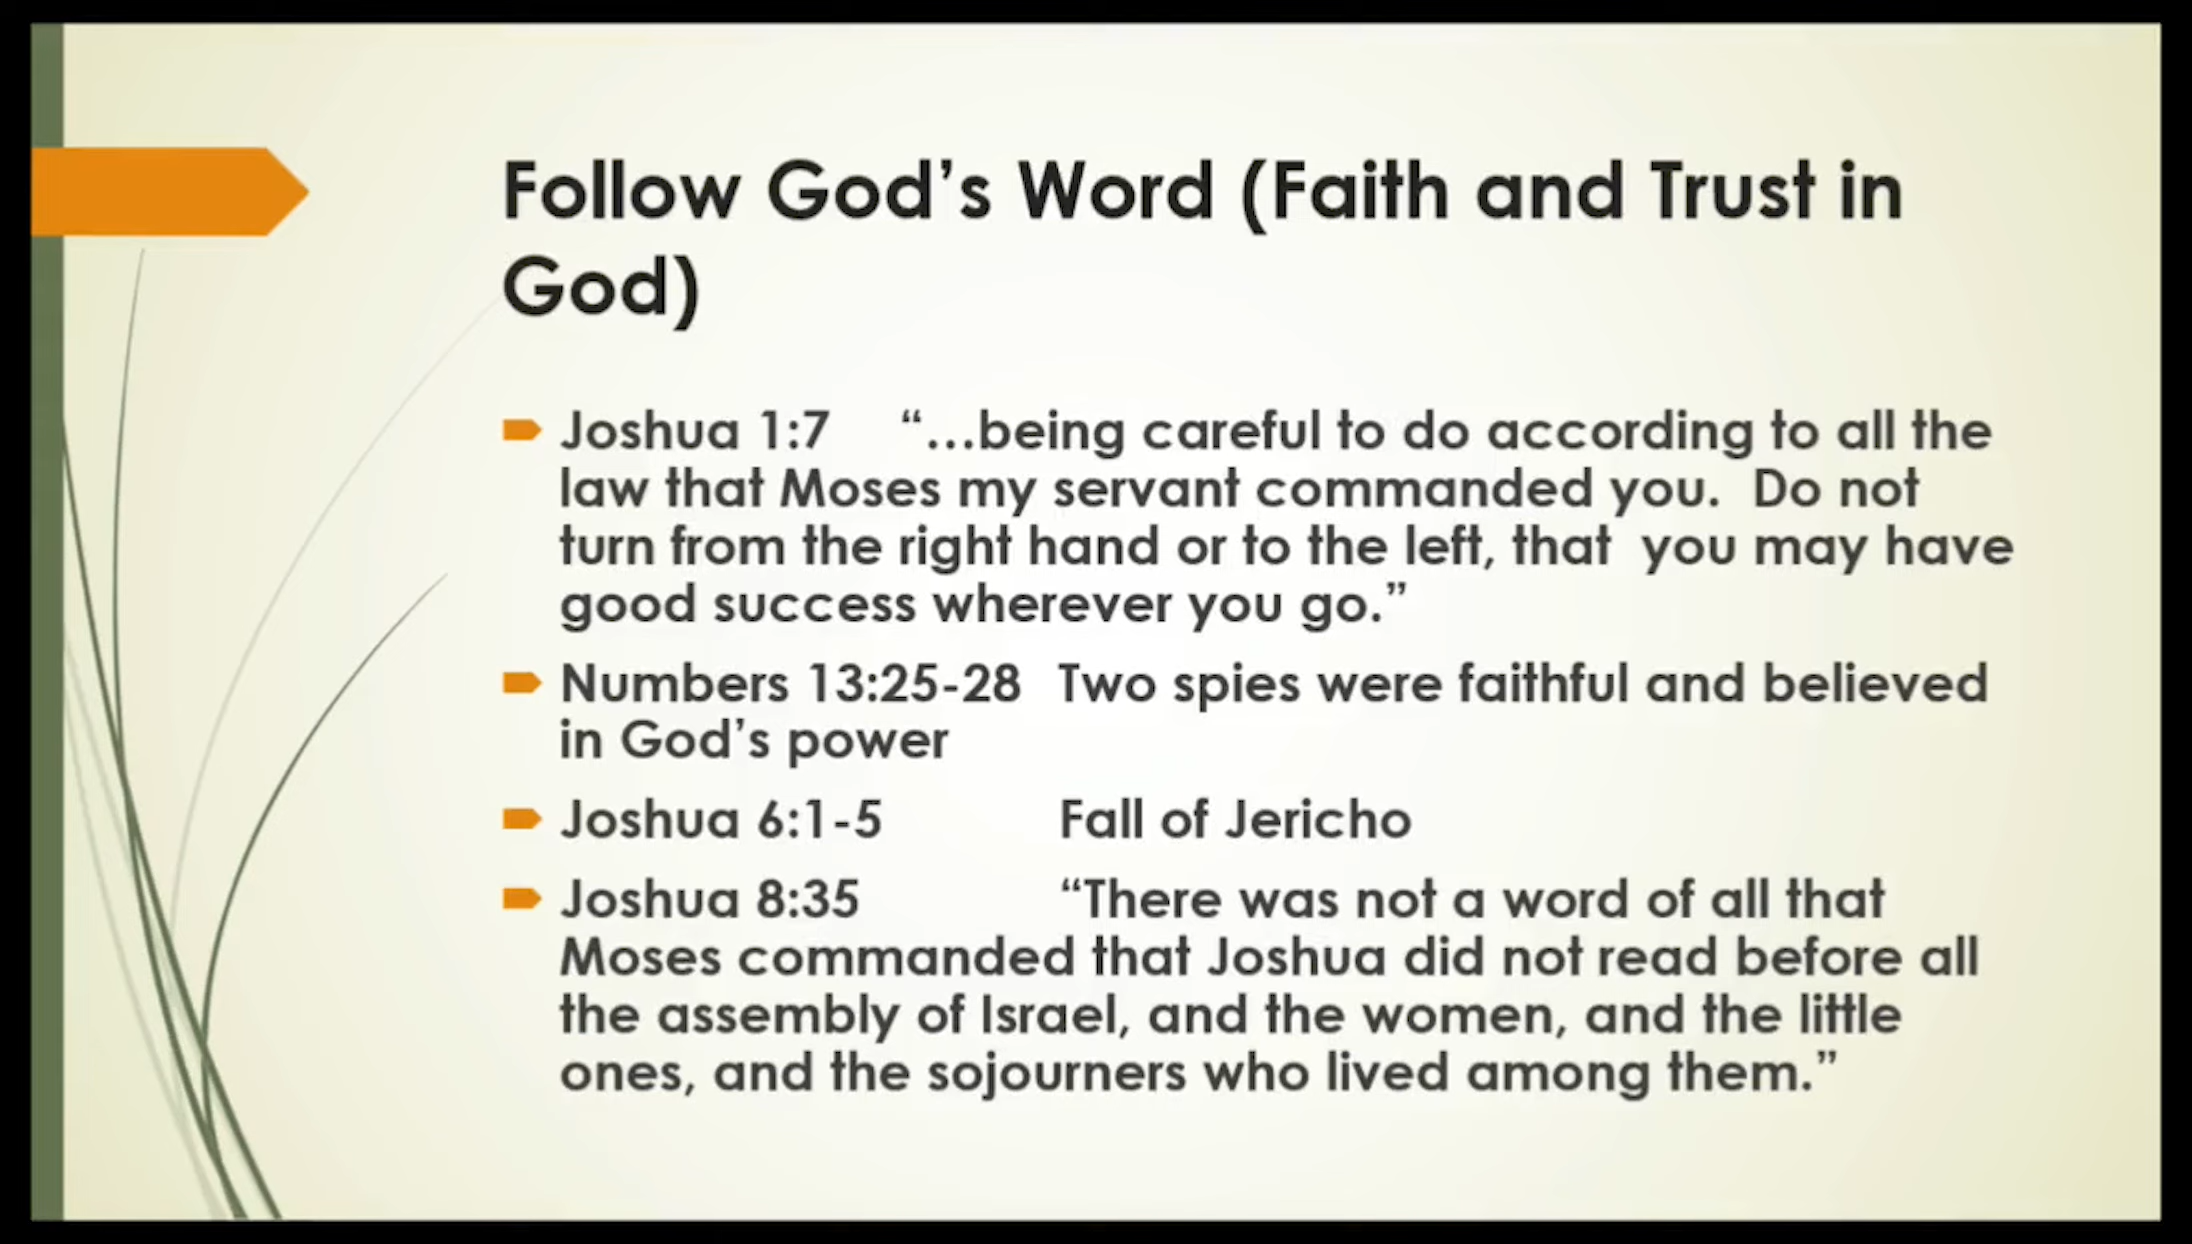 Follow God’s Word (Faith and Trust in
God)
Joshua 1:7 “...being careful to do according to all the
law that Moses my servant commanded you. Do not
turn from the right hand or to the left, that you may have
good success wherever you go.”
Numbers 13:25-28 Two spies were faithful and believed
in God’s power
Joshua 6:1-5 Fall of Jericho
Joshua 8:35 “There was not a word of all that
Moses commanded that Joshua did not read before all
the assembly of Israel, and the women, and the little
ones, and the sojourners who lived among them.”